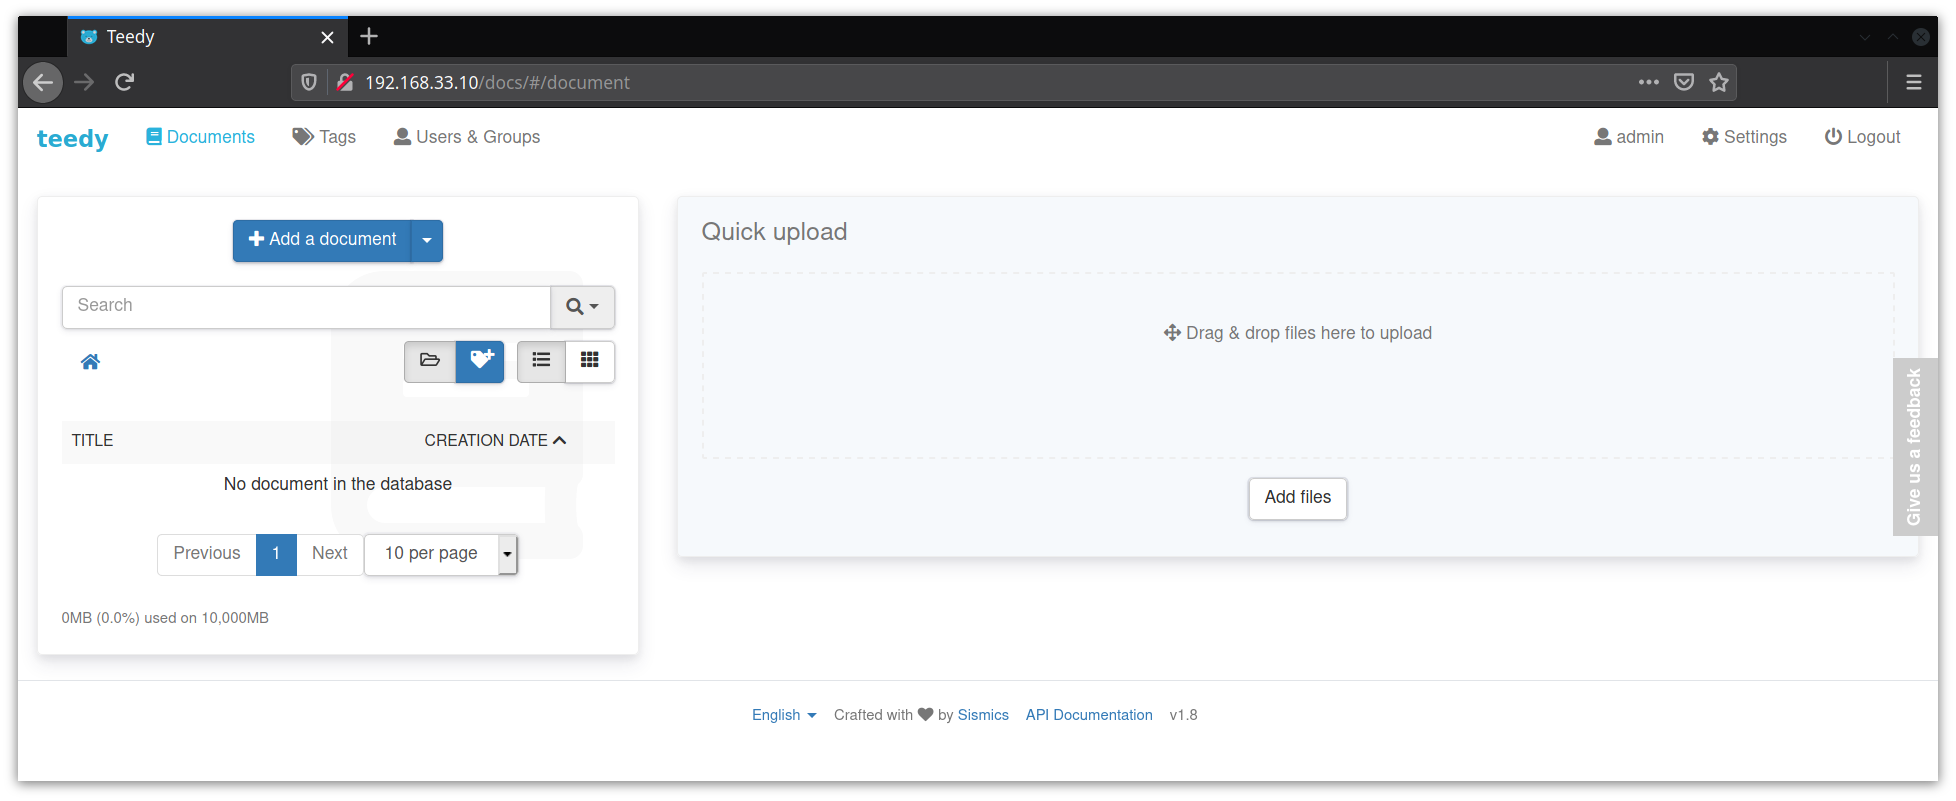 Teedy
192.168.33.10/docs/#/document
teedy Documents Tags Users & Groups admin Settings Logout
Add a document
Search
TITLE CREATION DATE
No document in the database
Previous 1 Next 10 per page
0MB (0.0%) used on 10,000MB
Quick upload
Drag & drop files here to upload
Add files
Give us a feedback
English Crafted with by Sismics API Documentation v1.8